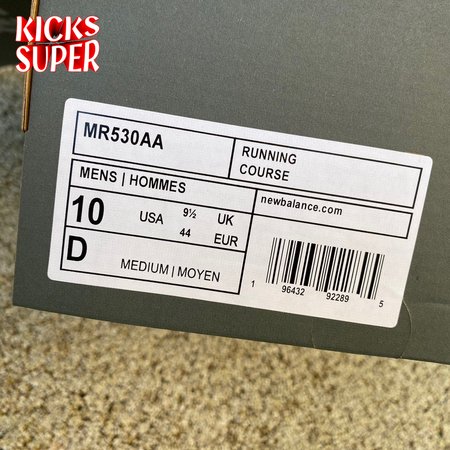 KICKS
SUPER
MR530AA
RUNNING
COURSE
MENS | HOMMES
newbalance.com
10 USA 9½ UK
44 EUR
D MEDIUM | MOYEN
1 96432 92289 5